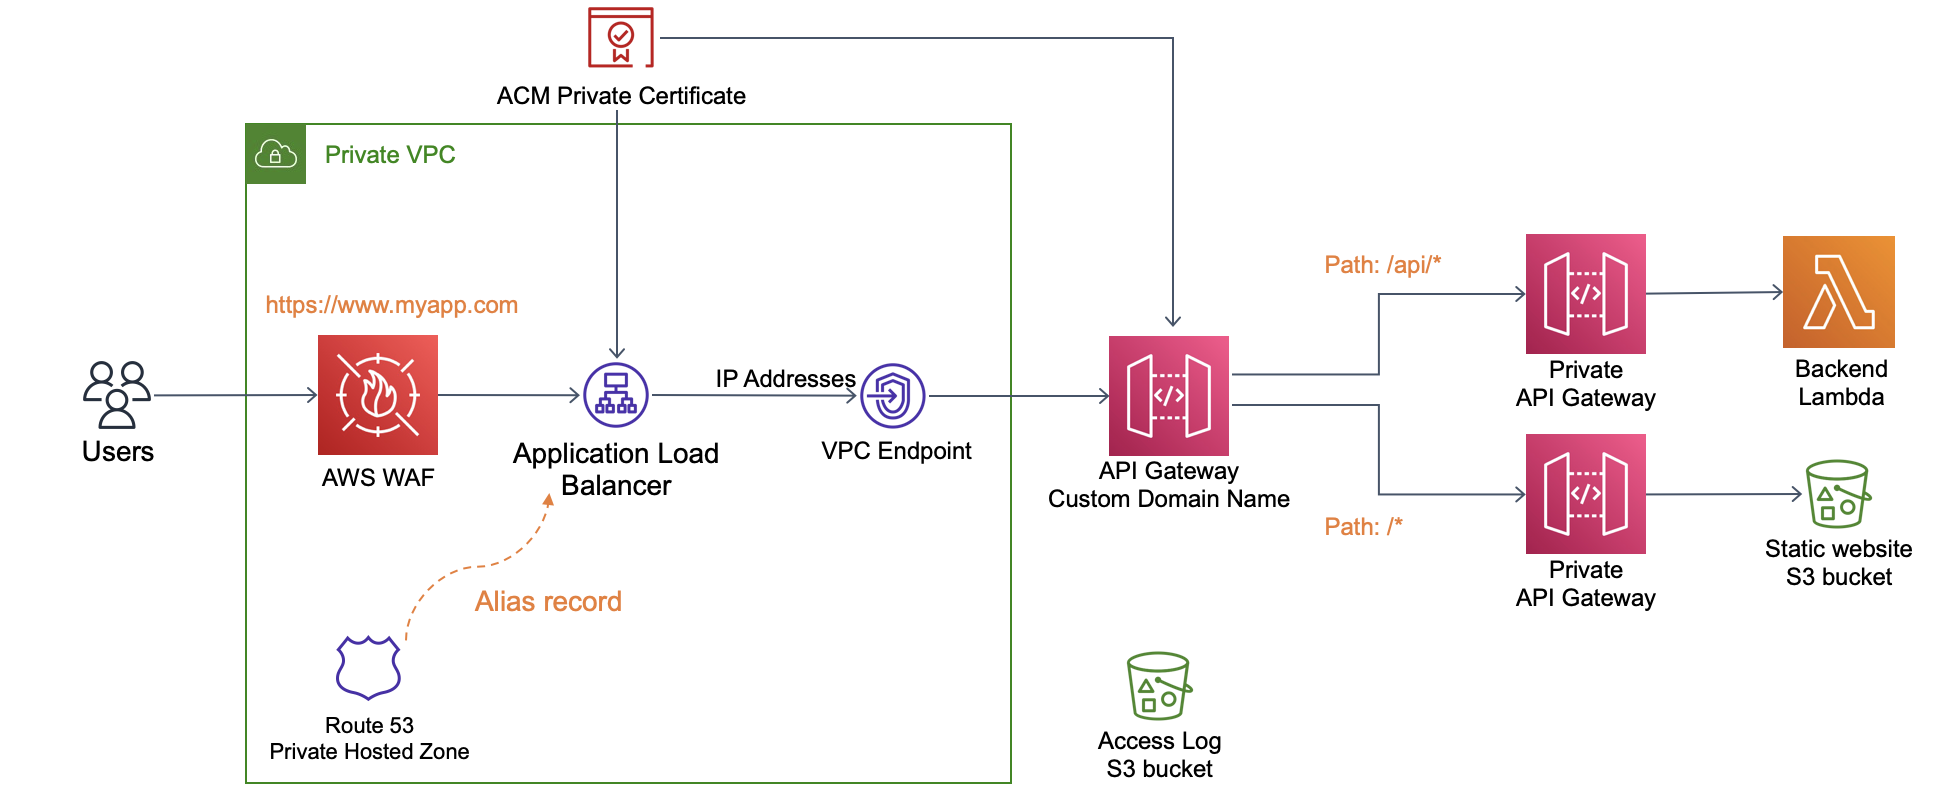 ACM Private Certificate
Private VPC
https://www.myapp.com
Users
AWS WAF
Application Load
Balancer
IP Addresses
VPC Endpoint
Alias record
Route 53
Private Hosted Zone
API Gateway
Custom Domain Name
Path: /api/*
Path: /*
Private
API Gateway
Backend
Lambda
Private
API Gateway
Static website
S3 bucket
Access Log
S3 bucket